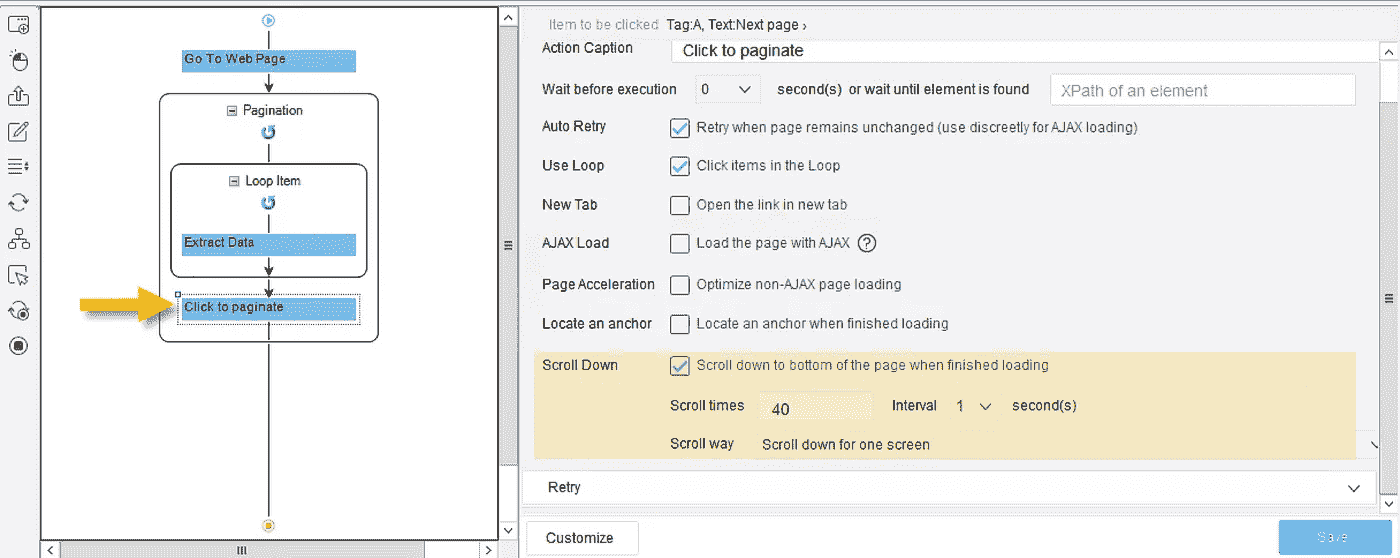 Go To Web Page
Pagination
Loop Item
Extract Data
Click to paginate
Item to be clicked Tag:A, Text:Next page ›
Action Caption Click to paginate
Wait before execution 0 second(s) or wait until element is found XPath of an element
Auto Retry Retry when page remains unchanged (use discreetly for AJAX loading)
Use Loop Click items in the Loop
New Tab Open the link in new tab
AJAX Load Load the page with AJAX ?
Page Acceleration Optimize non-AJAX page loading
Locate an anchor Locate an anchor when finished loading
Scroll Down Scroll down to bottom of the page when finished loading
Scroll times 40 Interval 1 second(s)
Scroll way Scroll down for one screen
Retry
Customize Save